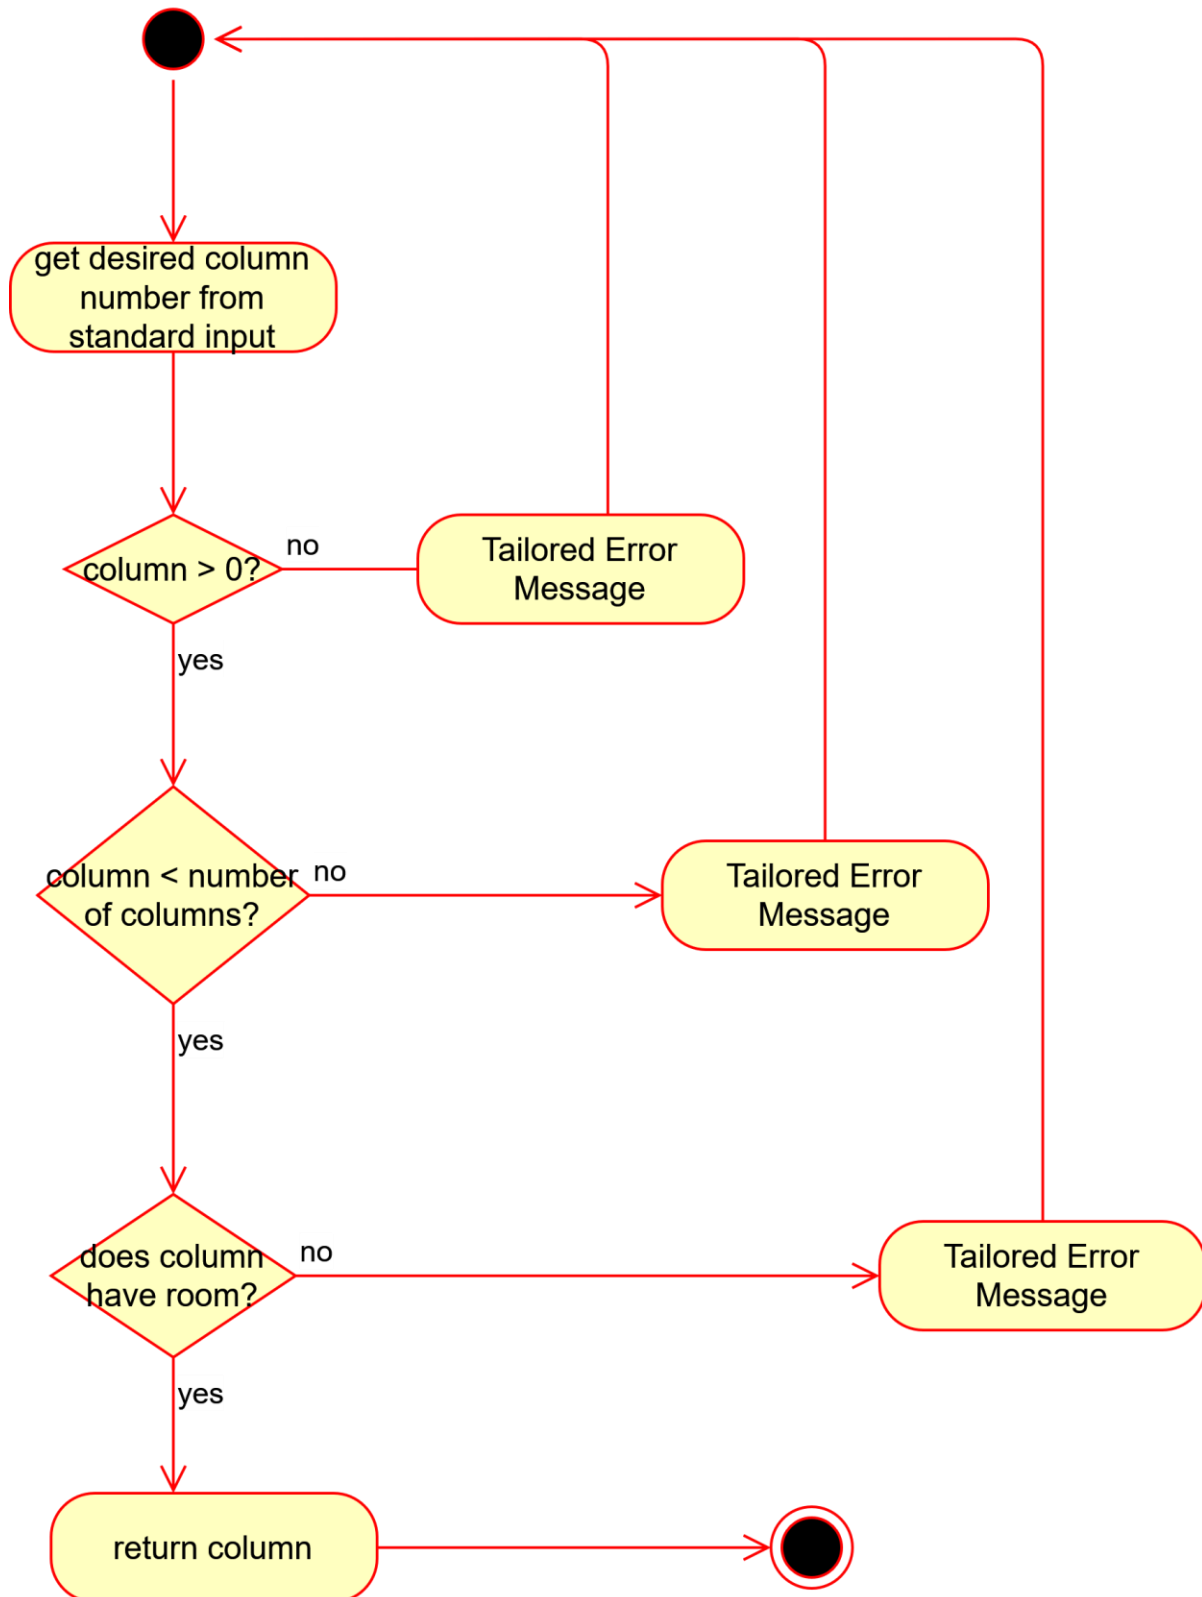 get desired column
number from
standard input
column > 0?
no
Tailored Error
Message
yes
column < number
of columns?
no
Tailored Error
Message
yes
does column
have room?
no
Tailored Error
Message
yes
return column